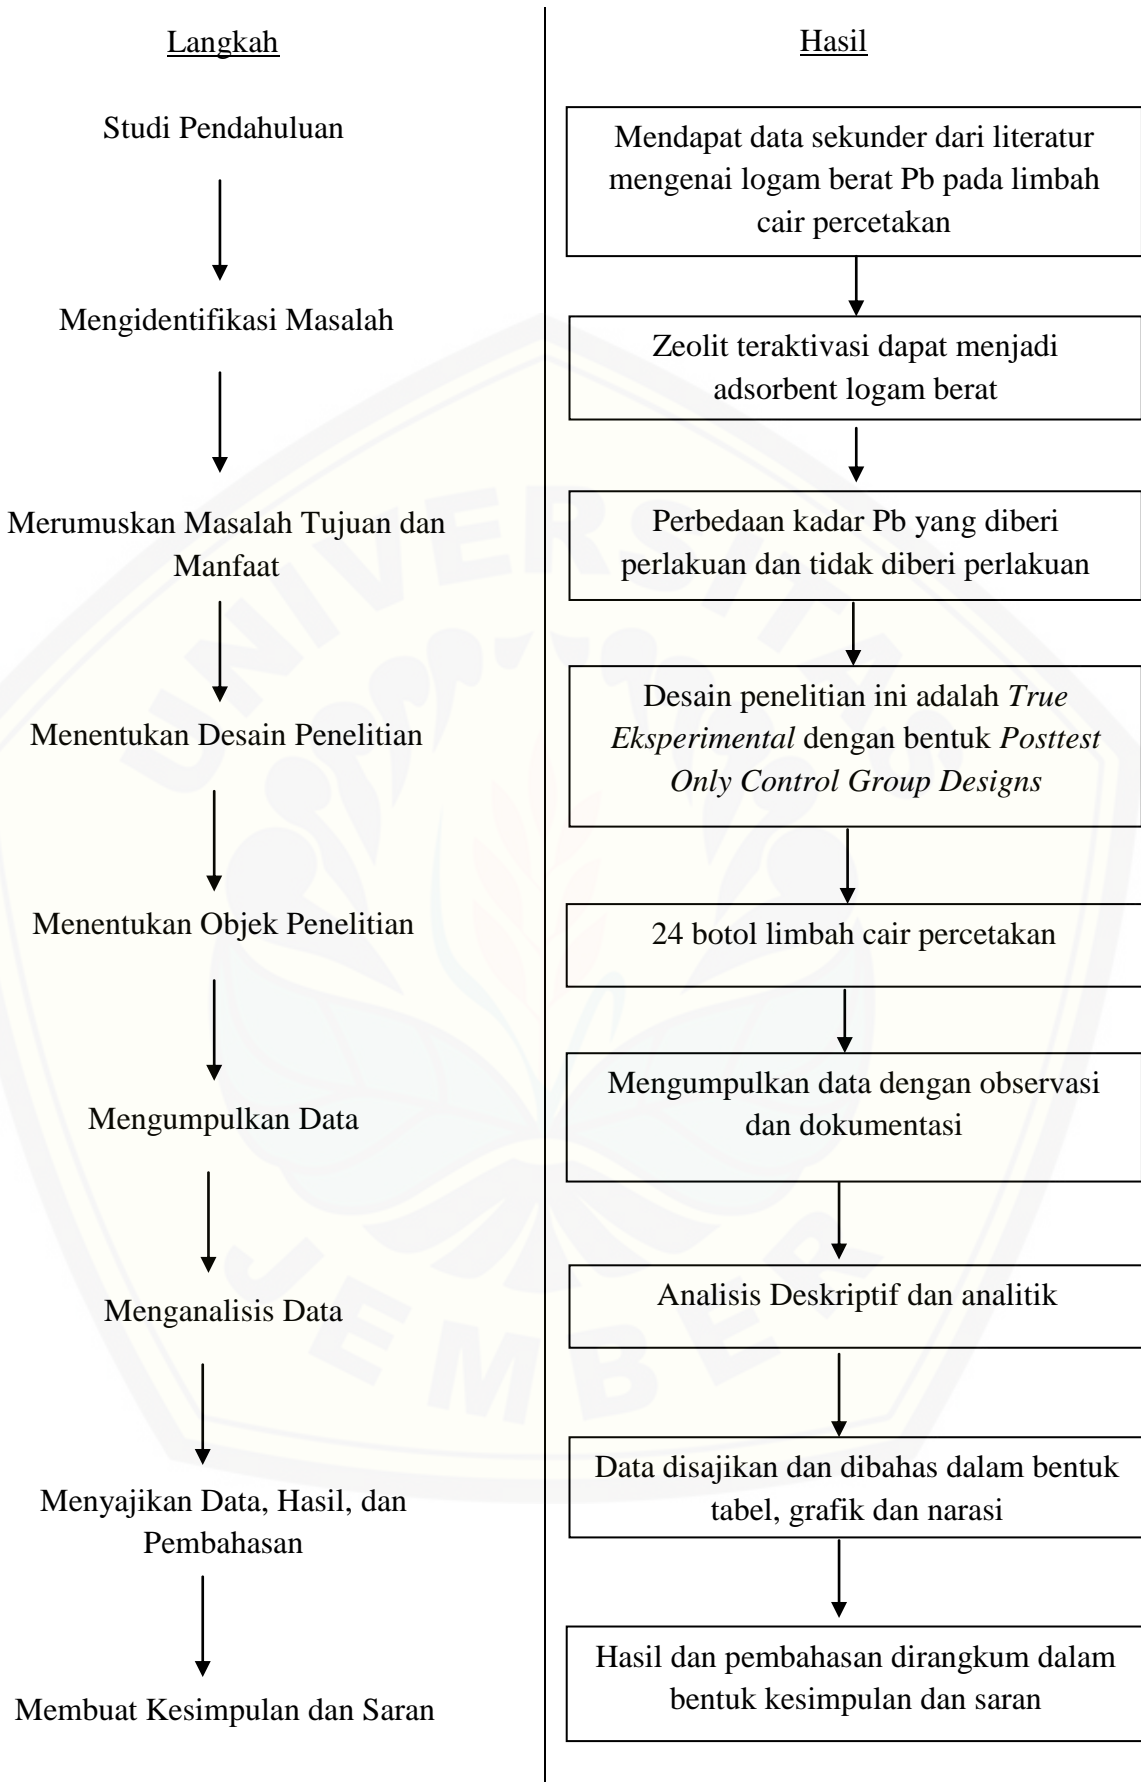 Langkah
Hasil
Studi Pendahuluan
Mendapat data sekunder dari literatur
mengenai logam berat Pb pada limbah
cair percetakan
Mengidentifikasi Masalah
Zeolit teraktivasi dapat menjadi
adsorbent logam berat
Merumuskan Masalah Tujuan dan
Manfaat
Perbedaan kadar Pb yang diberi
perlakuan dan tidak diberi perlakuan
Menentukan Desain Penelitian
Desain penelitian ini adalah True
Eksperimental dengan bentuk Posttest
Only Control Group Designs
Menentukan Objek Penelitian
24 botol limbah cair percetakan
Mengumpulkan Data
Mengumpulkan data dengan observasi
dan dokumentasi
Menganalisis Data
Analisis Deskriptif dan analitik
Menyajikan Data, Hasil, dan
Pembahasan
Data disajikan dan dibahas dalam bentuk
tabel, grafik dan narasi
Membuat Kesimpulan dan Saran
Hasil dan pembahasan dirangkum dalam
bentuk kesimpulan dan saran
UNIVERSITAS
JEMBER